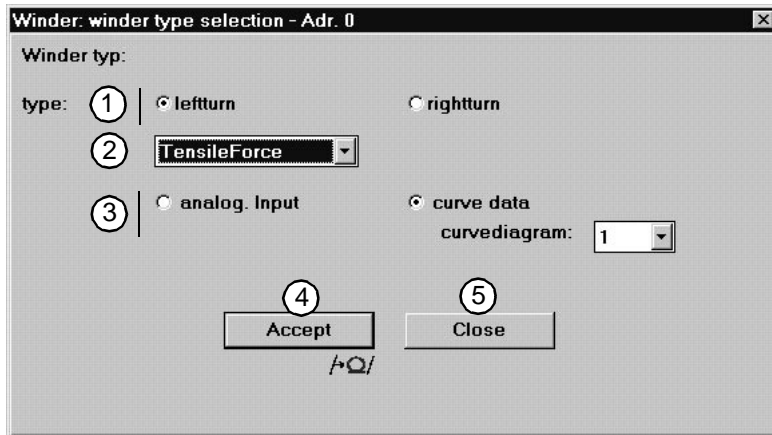 Winder: winder type selection - Adr. 0
Winder typ:
type: 1 leftturn rightturn
2 TensileForce
3 analog. Input curve data
curvediagram: 1
4 5
Accept Close